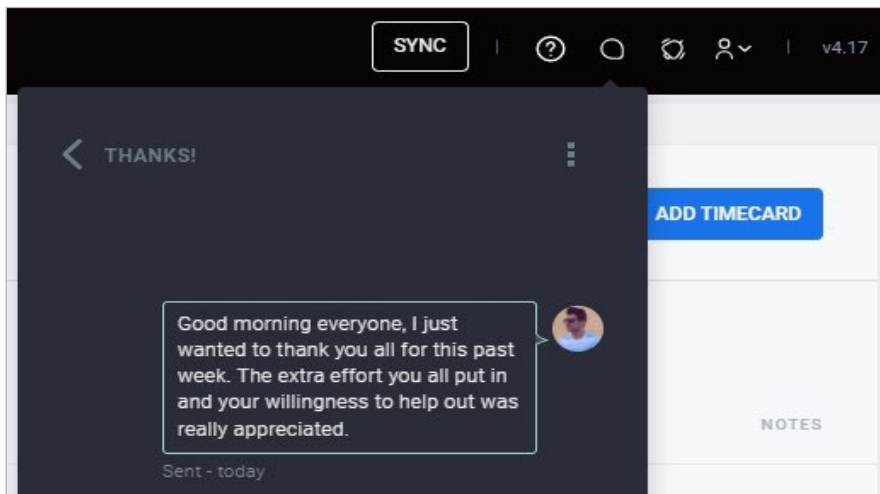 SYNC
v4.17
THANKS!
ADD TIMECARD
Good morning everyone, I just
wanted to thank you all for this past
week. The extra effort you all put in
and your willingness to help out was
really appreciated.
NOTES
Sent - today